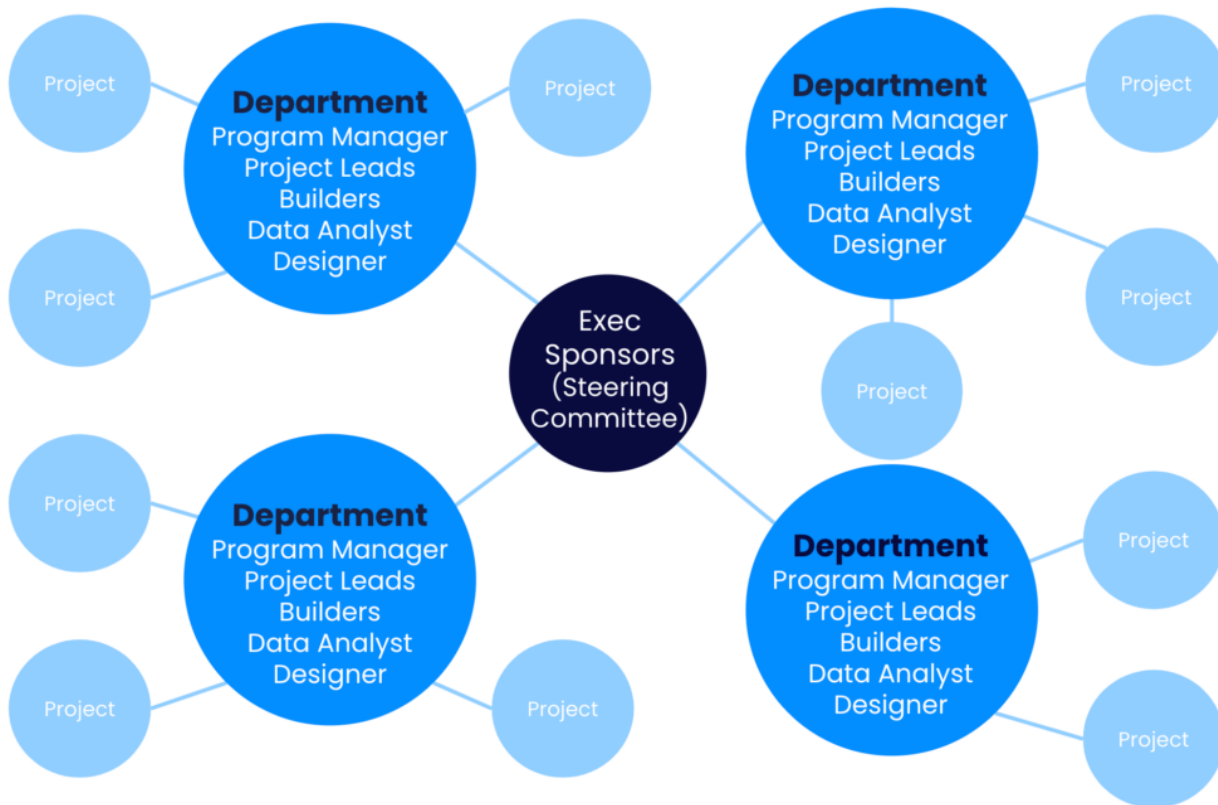 Project
Department
Program Manager
Project Leads
Builders
Data Analyst
Designer
Project
Project
Department
Program Manager
Project Leads
Builders
Data Analyst
Designer
Project
Project
Project
Exec
Sponsors
(Steering
Committee)
Project
Department
Program Manager
Project Leads
Builders
Data Analyst
Designer
Project
Project
Department
Program Manager
Project Leads
Builders
Data Analyst
Designer
Project
Project